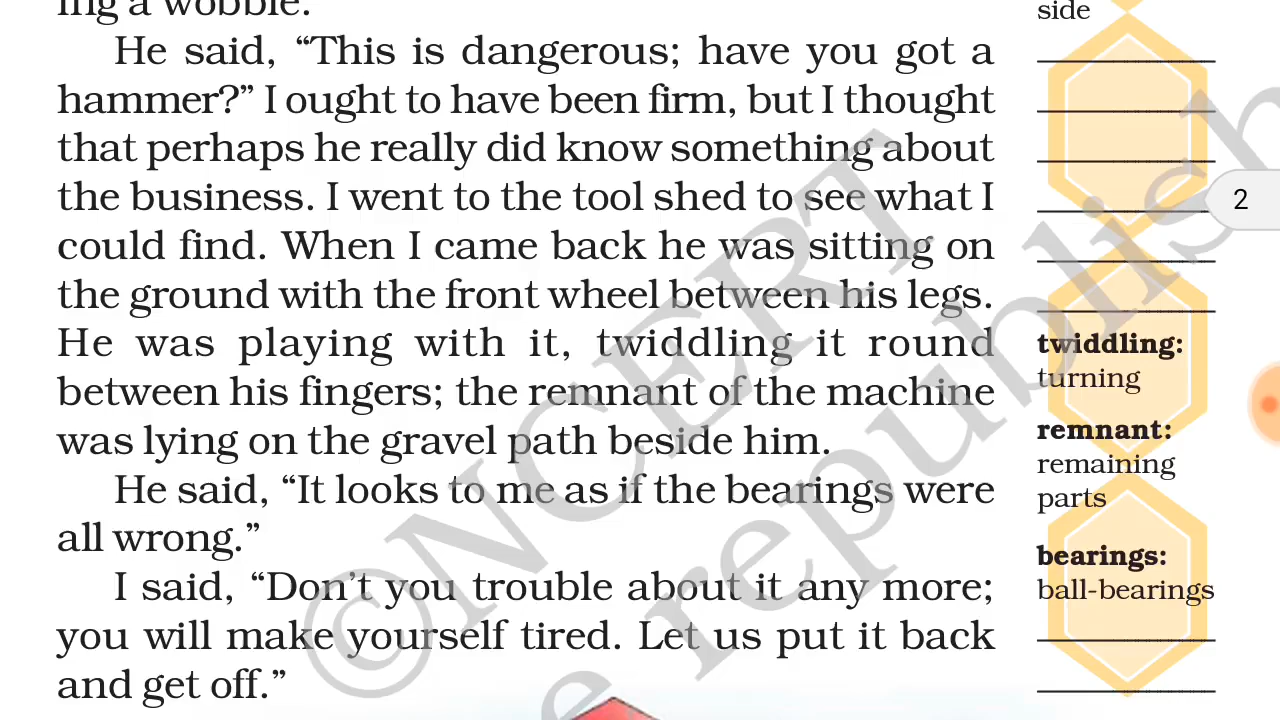 ing a wobble.
He said, “This is dangerous; have you got a
hammer?” I ought to have been firm, but I thought
that perhaps he really did know something about
the business. I went to the tool shed to see what I
could find. When I came back he was sitting on
the ground with the front wheel between his legs.
He was playing with it, twiddling it round
between his fingers; the remnant of the machine
was lying on the gravel path beside him.
He said, “It looks to me as if the bearings were
all wrong.”
I said, “Don’t you trouble about it any more;
you will make yourself tired. Let us put it back
and get off.”
side
2
twiddling:
turning
remnant:
remaining
parts
bearings:
ball-bearings
©NCERT
e republish